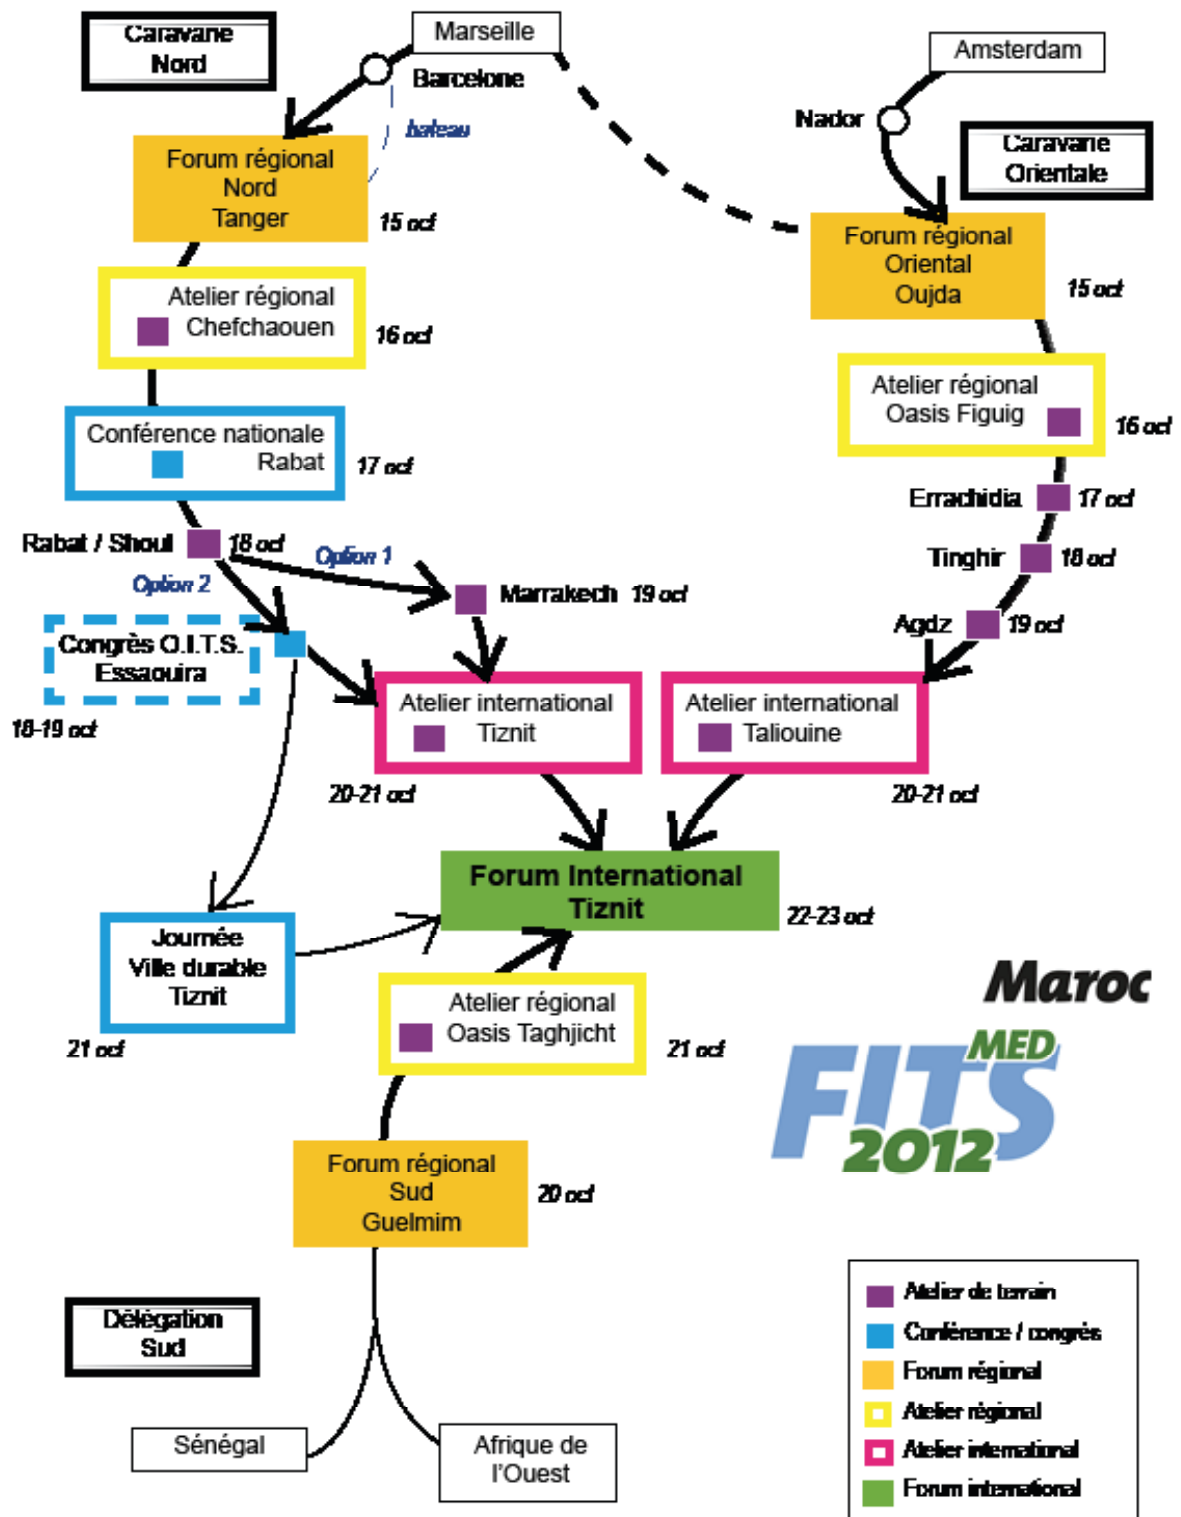 Caravane
Nord
Marseille
Barcelone
bateau
Amsterdam
Nador
Caravane
Orientale
Forum régional
Nord
Tanger
15 oct
Forum régional
Oriental
Oujda
15 oct
Atelier régional
Chefchaouen
16 oct
Atelier régional
Oasis Figuig
16 oct
Conférence nationale
Rabat
17 oct
Errachidia
17 oct
Rabat / Shoul
18 oct
Option 1
Option 2
Tinghir
18 oct
Marrakech
19 oct
Agdz
19 oct
Congrès O.I.T.S.
Essaouira
18-19 oct
Atelier international
Tiznit
20-21 oct
Atelier international
Taliouine
20-21 oct
Forum International
Tiznit
22-23 oct
Journée
Ville durable
Tiznit
21 oct
Atelier régional
Oasis Taghjicht
21 oct
Maroc
FITS
MED
2012
Forum régional
Sud
Guelmim
20 oct
Délégation
Sud
Sénégal
Afrique de
l'Ouest
Atelier de terrain
Conférence / congrès
Forum régional
Atelier régional
Atelier international
Forum international